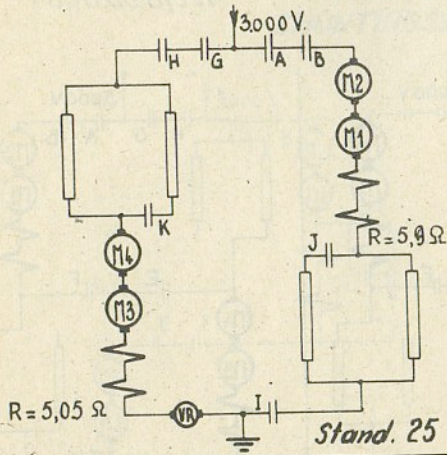 3.000 V.
H
G
A
B
M2
M1
K
J
R = 5,9 Ω
M4
M3
R = 5,05 Ω
VR
I
Stand. 25